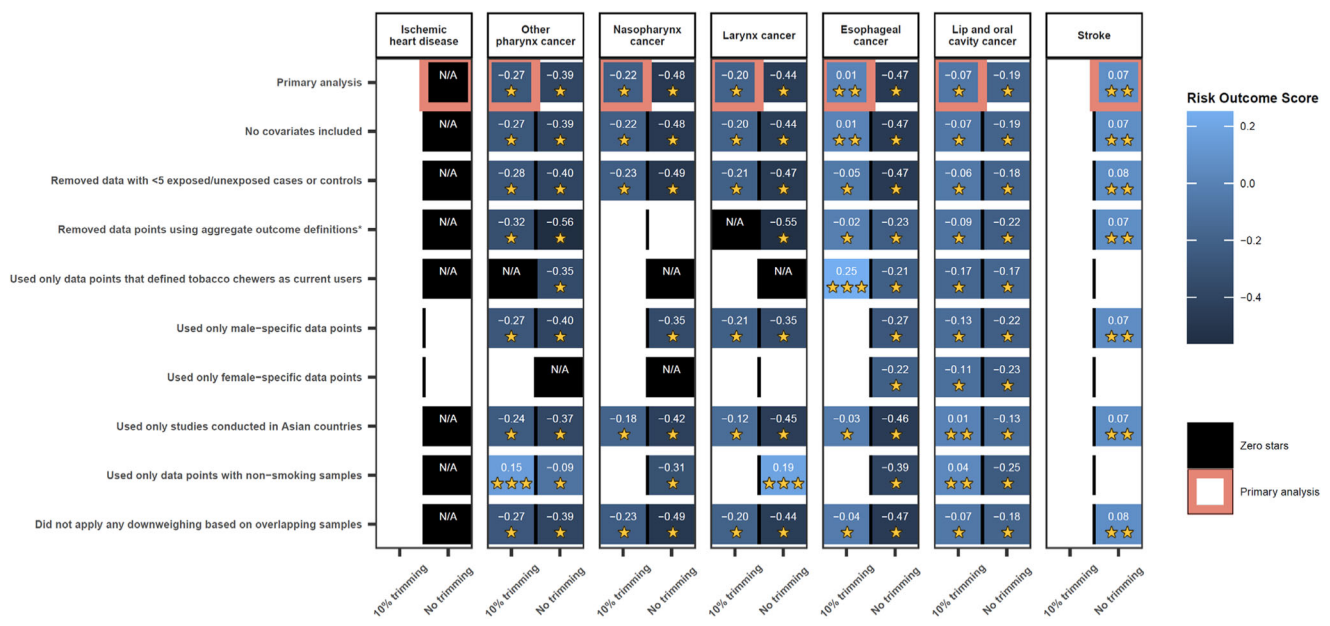 Ischemic
heart disease
Other
pharynx cancer
Nasopharynx
cancer
Larynx cancer
Esophageal
cancer
Lip and oral
cavity cancer
Stroke
Primary analysis
N/A
−0.27 −0.39
−0.22 −0.48
−0.20 −0.44
0.01 −0.47
−0.07 −0.19
0.07
No covariates included
N/A
−0.27 −0.39
−0.22 −0.48
−0.20 −0.44
0.01 −0.47
−0.07 −0.19
0.07
Removed data with <5 exposed/unexposed cases or controls
N/A
−0.28 −0.40
−0.23 −0.49
−0.21 −0.47
−0.05 −0.47
−0.06 −0.18
0.08
Removed data points using aggregate outcome definitions*
N/A
−0.32 −0.56
N/A −0.55
−0.02 −0.23
−0.09 −0.22
0.07
Used only data points that defined tobacco chewers as current users
N/A
N/A −0.35
N/A
N/A
0.25 −0.21
−0.17 −0.17
Used only male−specific data points
−0.27 −0.40
−0.35
−0.21 −0.35
−0.27
−0.13 −0.22
0.07
Used only female−specific data points
N/A
N/A
−0.22
−0.11 −0.23
Used only studies conducted in Asian countries
N/A
−0.24 −0.37
−0.18 −0.42
−0.12 −0.45
−0.03 −0.46
0.01 −0.13
0.07
Used only data points with non−smoking samples
N/A
0.15 −0.09
−0.31
0.19
−0.39
0.04 −0.25
Did not apply any downweighing based on overlapping samples
N/A
−0.27 −0.39
−0.23 −0.49
−0.20 −0.44
−0.04 −0.47
−0.07 −0.18
0.08
10% trimming
No trimming
10% trimming
No trimming
10% trimming
No trimming
10% trimming
No trimming
10% trimming
No trimming
10% trimming
No trimming
10% trimming
No trimming
Risk Outcome Score
0.2
0.0
−0.2
−0.4
Zero stars
Primary analysis